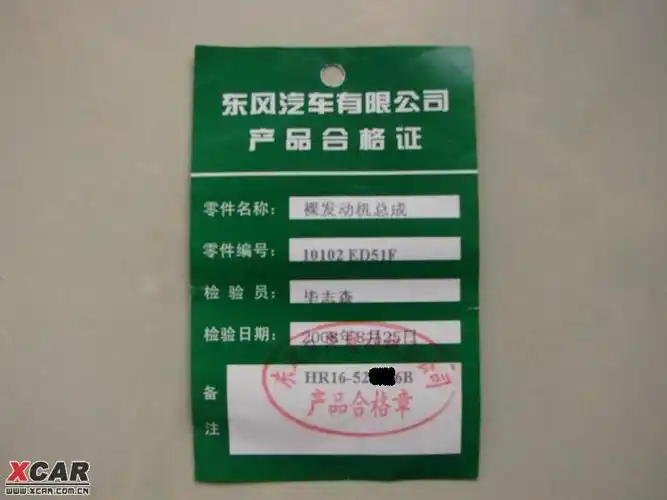 东风汽车有限公司
产品合格证
零件名称： 裸发动机总成
零件编号： 10102 ED51F
检验员： 毕志森
检验日期： 2008年8月25日
备注
HR16-52 6B
产品合格章
XCAR
WWW.XCAR.COM.CN